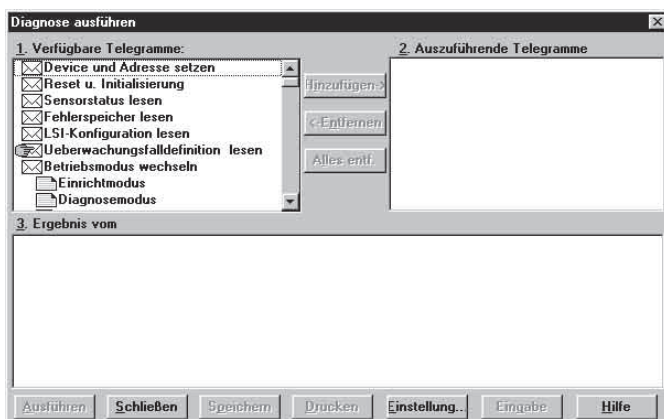 Diagnose ausführen
1. Verfügbare Telegramme:
Device und Adresse setzen
Reset u. Initialisierung
Sensorstatus lesen
Fehlerspeicher lesen
LSI-Konfiguration lesen
Ueberwachungsfalldefinition lesen
Betriebsmodus wechseln
Einrichtmodus
Diagnosemodus
Hinzufügen->
<-Entfernen
Alles entf.
2. Auszuführende Telegramme
3. Ergebnis vom
Ausführen Schließen Speichern Drucken Einstellung... Eingabe Hilfe